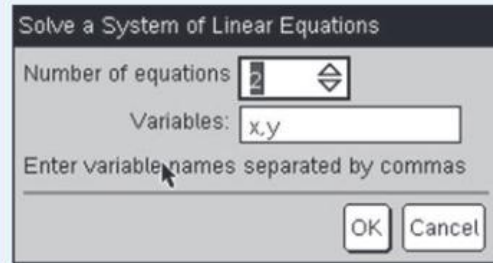 Solve a System of Linear Equations
Number of equations 2
Variables: x,y
Enter variable names separated by commas
OK Cancel